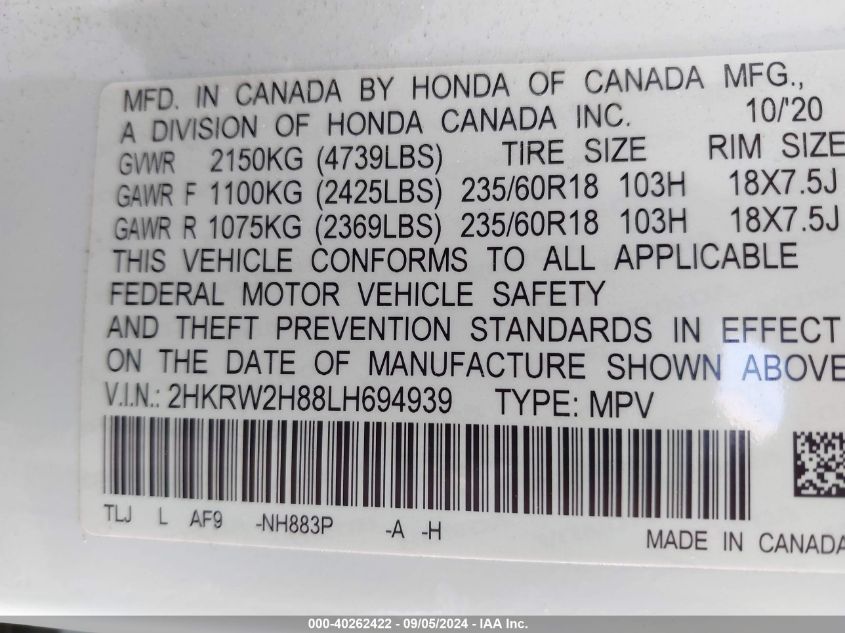 MFD. IN CANADA BY HONDA OF CANADA MFG.,
A DIVISION OF HONDA CANADA INC. 10/'20
GVWR 2150KG (4739LBS) TIRE SIZE RIM SIZE
GAWR F 1100KG (2425LBS) 235/60R18 103H 18X7.5J
GAWR R 1075KG (2369LBS) 235/60R18 103H 18X7.5J
THIS VEHICLE CONFORMS TO ALL APPLICABLE
FEDERAL MOTOR VEHICLE SAFETY
AND THEFT PREVENTION STANDARDS IN EFFECT
ON THE DATE OF MANUFACTURE SHOWN ABOVE
V.I.N.: 2HKRW2H88LH694939 TYPE: MPV
TLJ L AF9 -NH883P -A -H
MADE IN CANADA
000-40262422 - 09/05/2024 - IAA Inc.